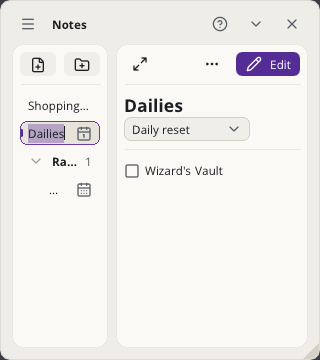 Notes
Edit
Shopping...
Dailies
Ra... 1
...
Dailies
Daily reset
Wizard's Vault